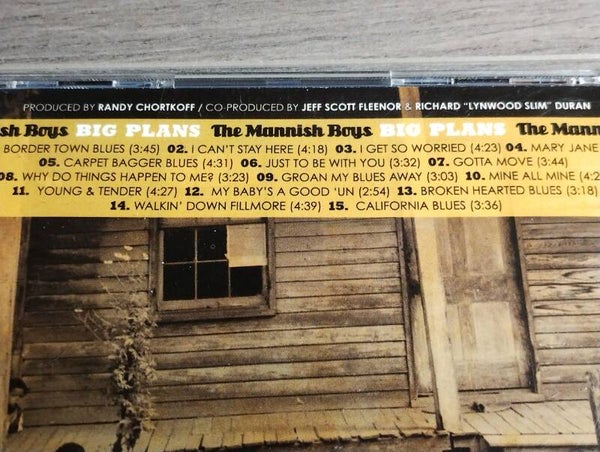 PRODUCED BY RANDY CHORTKOFF / CO-PRODUCED BY JEFF SCOTT FLEENOR & RICHARD "LYNWOOD SLIM" DURAN
sh Boys BIG PLANS The Mannish Boys BIG PLANS The Mann
BORDER TOWN BLUES (3:45) 02. I CAN'T STAY HERE (4:18) 03. I GET SO WORRIED (4:23) 04. MARY JANE
05. CARPET BAGGER BLUES (4:31) 06. JUST TO BE WITH YOU (3:32) 07. GOTTA MOVE (3:44)
08. WHY DO THINGS HAPPEN TO ME? (3:23) 09. GROAN MY BLUES AWAY (3:03) 10. MINE ALL MINE (4:2
11. YOUNG & TENDER (4:27) 12. MY BABY'S A GOOD 'UN (2:54) 13. BROKEN HEARTED BLUES (3:18)
14. WALKIN' DOWN FILLMORE (4:39) 15. CALIFORNIA BLUES (3:36)